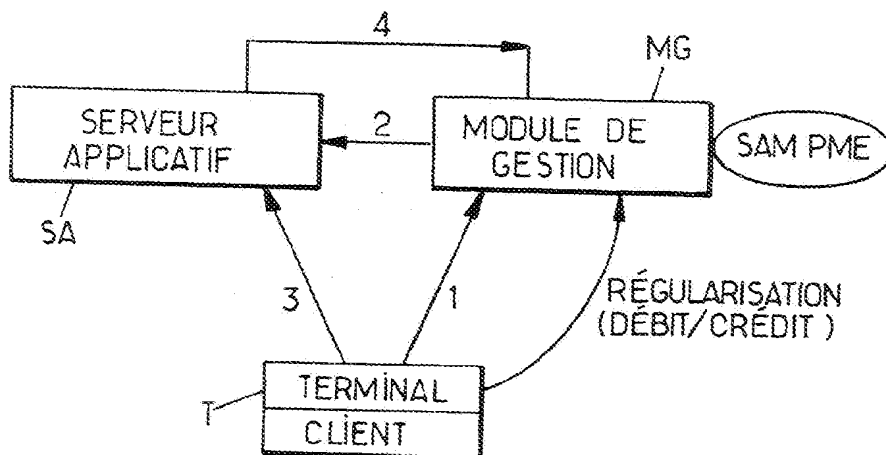 4
MG
SERVEUR
APPLICATIF
2
MODULE DE
GESTION
SAM PME
SA
3
1
RÉGULARISATION
(DÉBIT/CRÉDIT)
T
TERMINAL
CLIENT